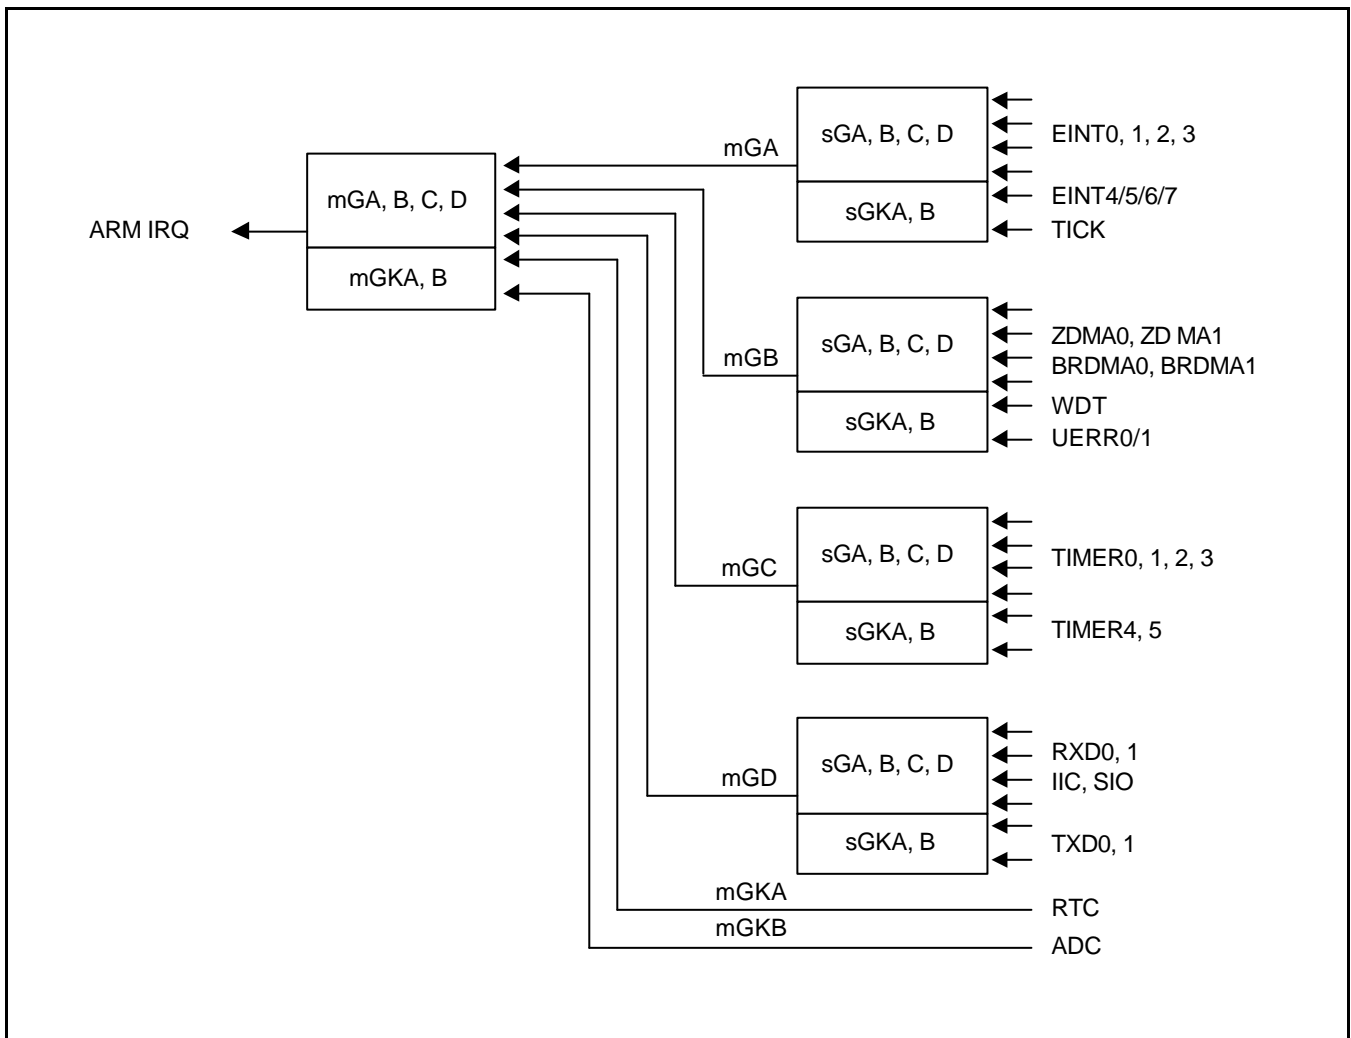 mGA
sGA, B, C, D
EINT0, 1, 2, 3
sGKA, B
EINT4/5/6/7
TICK
ARM IRQ
mGA, B, C, D
mGKA, B
mGB
sGA, B, C, D
ZDMA0, ZD MA1
BRDMA0, BRDMA1
sGKA, B
WDT
UERR0/1
mGC
sGA, B, C, D
TIMER0, 1, 2, 3
sGKA, B
TIMER4, 5
mGD
sGA, B, C, D
RXD0, 1
IIC, SIO
sGKA, B
TXD0, 1
mGKA
RTC
mGKB
ADC